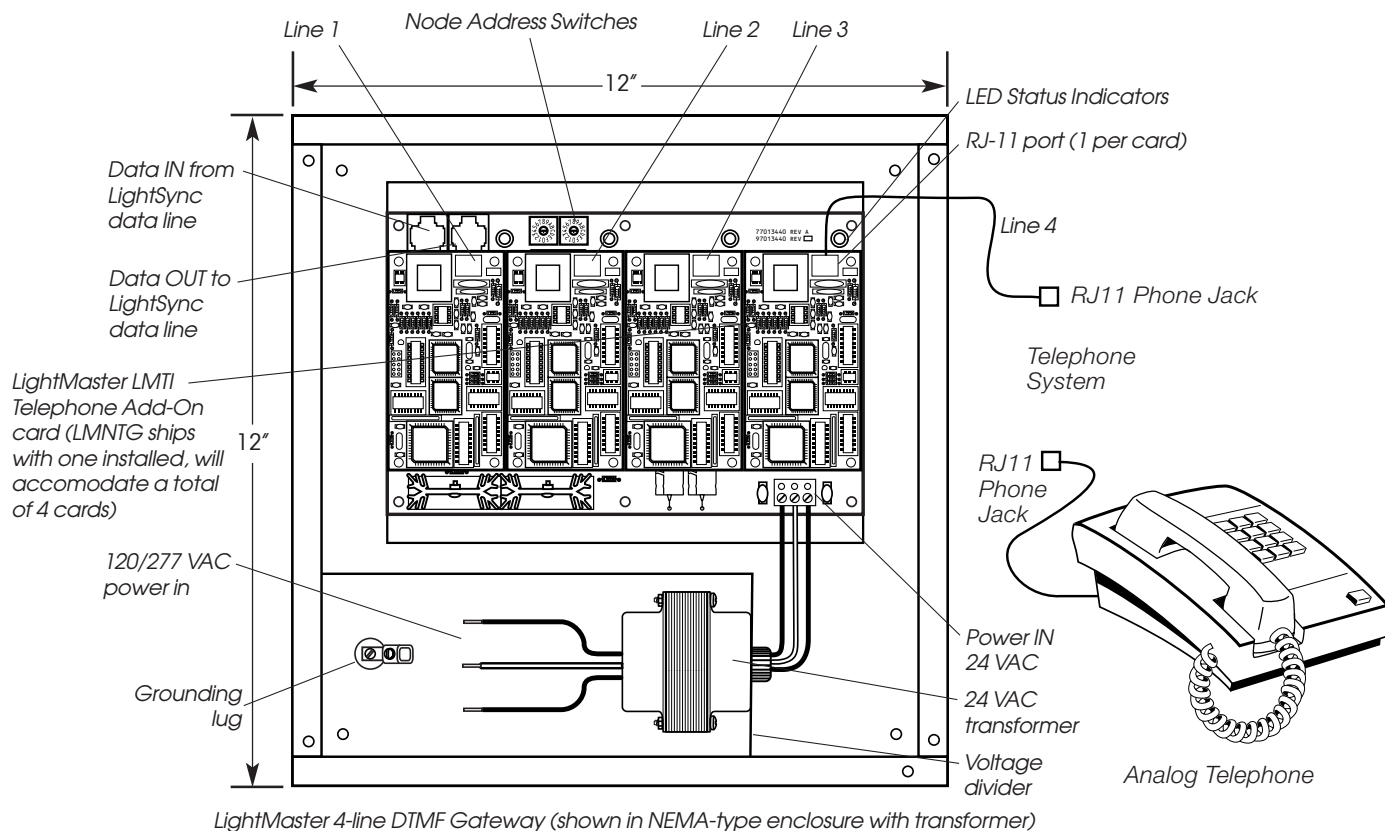 Line 1
Node Address Switches
Line 2
Line 3
12″
LED Status Indicators
RJ-11 port (1 per card)
Data IN from
LightSync
data line
77013440 REV A
97013440 REV
Line 4
Data OUT to
LightSync
data line
RJ11 Phone Jack
Telephone
System
LightMaster LMTI
Telephone Add-On
card (LMNTG ships
with one installed, will
accomodate a total
of 4 cards)
12″
RJ11
Phone
Jack
120/277 VAC
power in
Power IN
24 VAC
Grounding
lug
24 VAC
transformer
Voltage
divider
Analog Telephone
LightMaster 4-line DTMF Gateway (shown in NEMA-type enclosure with transformer)